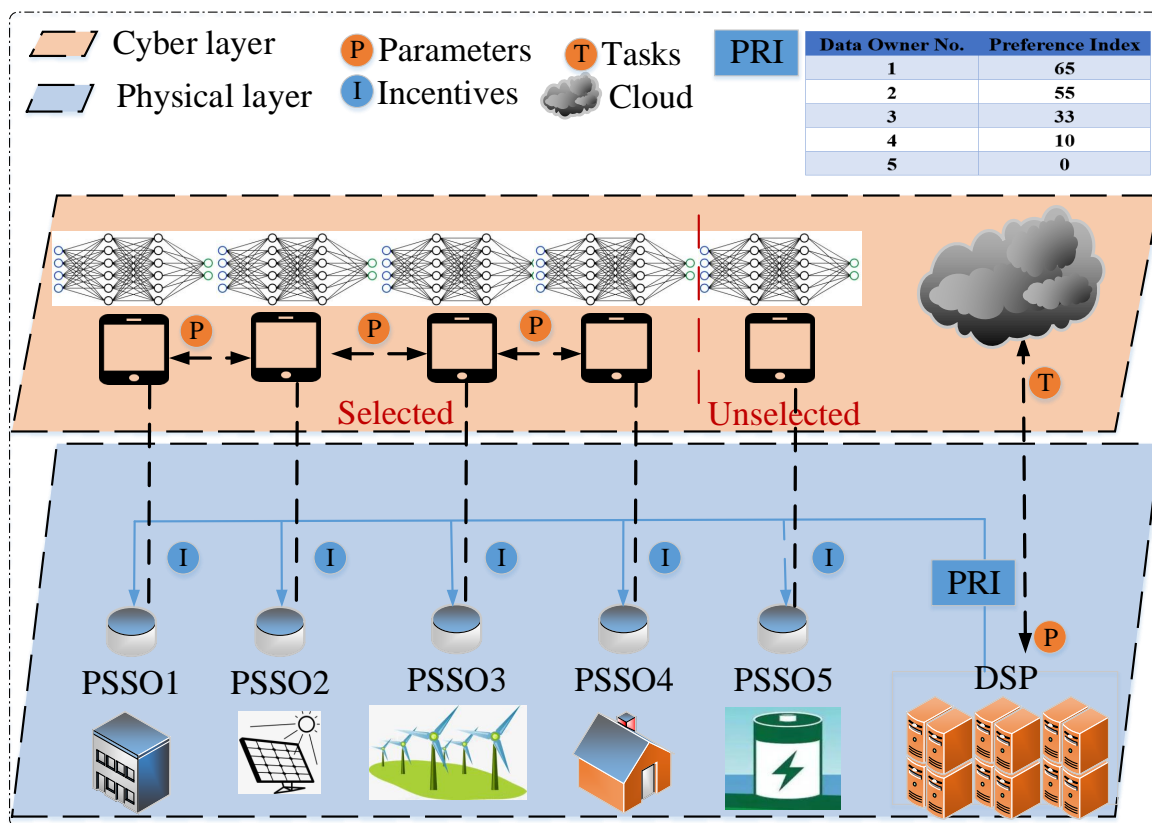 Cyber layer
Physical layer
P Parameters
I Incentives
T Tasks
Cloud
PRI
Data Owner No. Preference Index
1 65
2 55
3 33
4 10
5 0
P P P
T
Selected Unselected
I I I I I
PRI
P
PSSO1 PSSO2 PSSO3 PSSO4 PSSO5 DSP